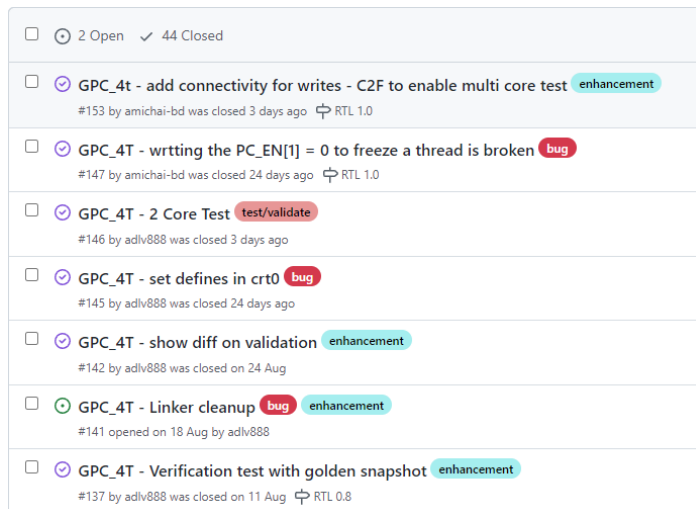 2 Open 44 Closed
GPC_4t - add connectivity for writes - C2F to enable multi core test enhancement
#153 by amichai-bd was closed 3 days ago RTL 1.0
GPC_4T - wrtting the PC_EN[1] = 0 to freeze a thread is broken bug
#147 by amichai-bd was closed 24 days ago RTL 1.0
GPC_4T - 2 Core Test test/validate
#146 by adlv888 was closed 3 days ago
GPC_4T - set defines in crt0 bug
#145 by adlv888 was closed 24 days ago
GPC_4T - show diff on validation enhancement
#142 by adlv888 was closed on 24 Aug
GPC_4T - Linker cleanup bug enhancement
#141 opened on 18 Aug by adlv888
GPC_4T - Verification test with golden snapshot enhancement
#137 by adlv888 was closed on 11 Aug RTL 0.8